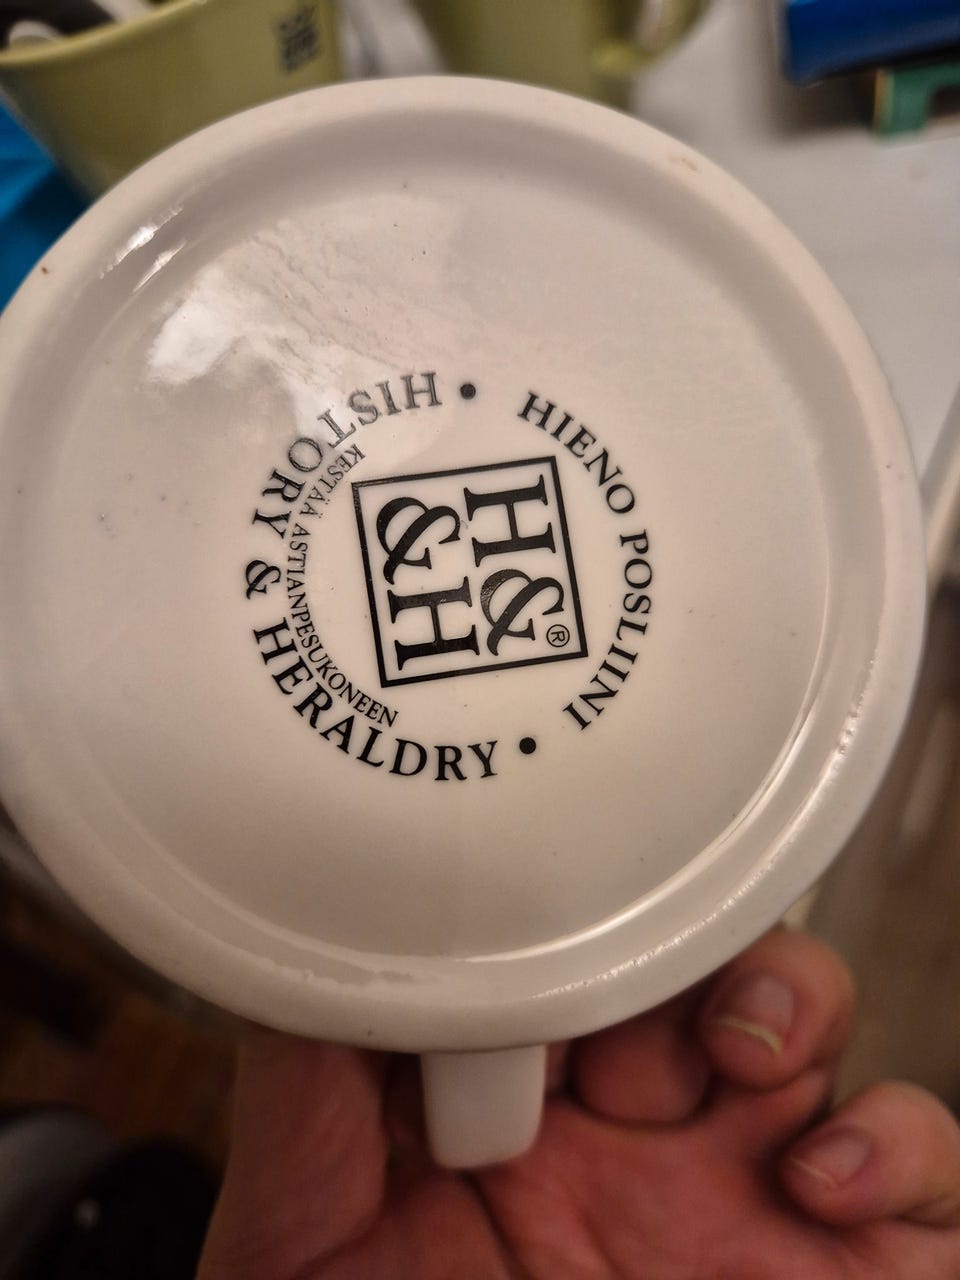 HIENO POSLIINI
H&®
&H
KESTÄÄ ASTIANPESUKONEEN
• HISTORY & HERALDRY •